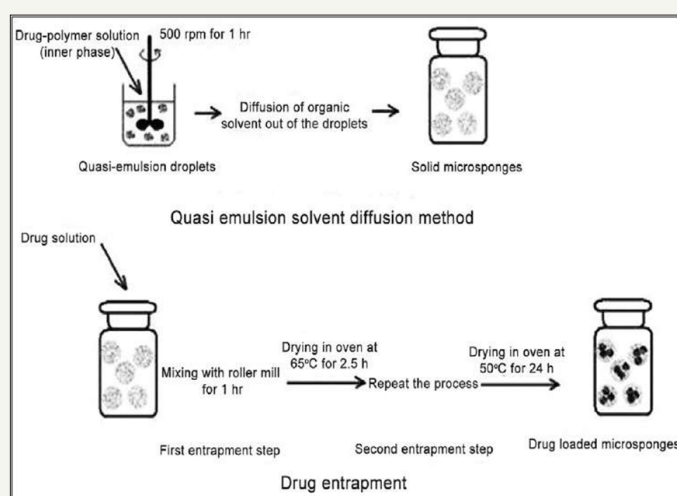 Drug-polymer solution
(inner phase)
500 rpm for 1 hr
Diffusion of organic
solvent out of the droplets
Quasi-emulsion droplets
Solid microsponges
Quasi emulsion solvent diffusion method
Drug solution
Mixing with roller mill
for 1 hr
Drying in oven at
65ºC for 2.5 h
Repeat the process
Drying in oven at
50ºC for 24 h
First entrapment step
Second entrapment step
Drug loaded microsponges
Drug entrapment